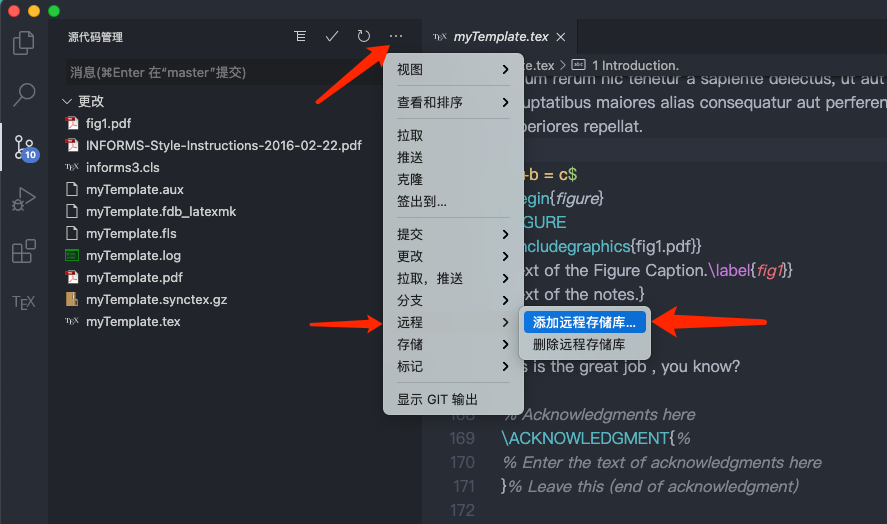 源代码管理
消息(⌘Enter 在“master”提交)
更改
fig1.pdf
INFORMS-Style-Instructions-2016-02-22.pdf
TEX informs3.cls
myTemplate.aux
myTemplate.fdb_latexmk
myTemplate.fls
myTemplate.log
myTemplate.pdf
myTemplate.synctex.gz
TEX myTemplate.tex
10
TEX
视图
查看和排序
拉取
推送
克隆
签出到...
提交
更改
拉取，推送
分支
远程
存储
标记
显示 GIT 输出
添加远程存储库...
删除远程存储库
TEX myTemplate.tex
te.tex > abc 1 Introduction.
um rerum hic tenetur a sapiente delectus, ut aut
uptatibus maiores alias consequatur aut perferen
periores repellat.
+b = c$
egin{figure}
GURE
cludegraphics{fig1.pdf}}
ext of the Figure Caption.\label{fig1}}
ext of the notes.}
s is the great job , you know?
168 % Acknowledgments here
169 \ACKNOWLEDGMENT{%
170 % Enter the text of acknowledgments here
171 }% Leave this (end of acknowledgment)
172